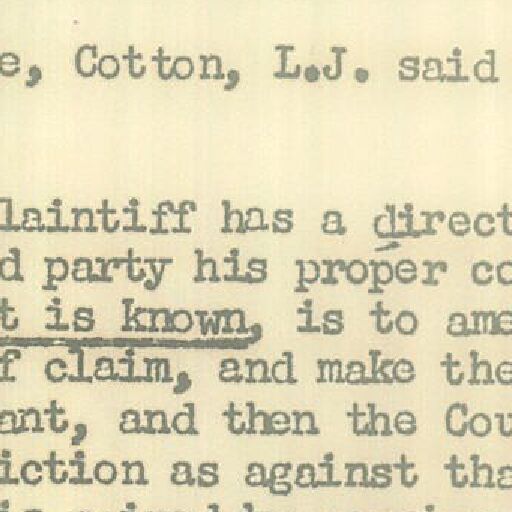 e, Cotton, L.J. said
laintiff has a direct
d party his proper co
t is known, is to ame
f claim, and make the
ant, and then the Cou
iction as against tha